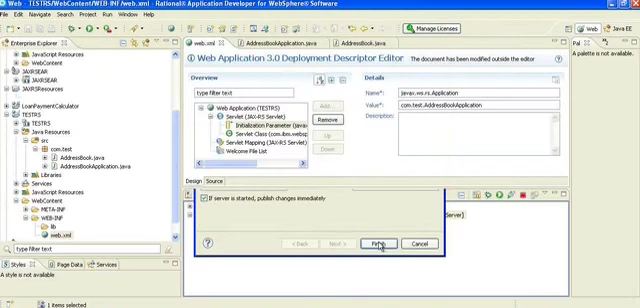 Web - TESTRS/WebContent/WEB-INF/web.xml - Rational® Application Developer for WebSphere® Software
File Edit Navigate Search Project Run Window Help
Manage Licenses
Web
Java EE
Enterprise Explorer
JavaScript Resources
WebContent
JAXRSEAR
JavaScript Resources
JAXRSResources
LoanPaymentCalculator
TESTRS
TESTRS
Java Resources
src
com.test
AddressBook.java
AddressBookApplication.java
Libraries
Services
JavaScript Resources
WebContent
META-INF
WEB-INF
lib
web.xml
type filter text
Styles
Page Data
Services
A style is not available
web.xml
AddressBookApplication.java
AddressBook.java
Web Application 3.0 Deployment Descriptor Editor
The document has been modified outside the editor
Overview
type filter text
Web Application (TESTRS)
Servlet (JAX-RS Servlet)
Initialization Parameter (javax
Servlet-Class (com.ibm.websp
Servlet Mapping (JAX-RS Servlet)
Welcome File List
Add...
Remove
Up
Down
Design
Source
Details
Name*:
javax.ws.rs.Application
Value*:
com.test.AddressBookApplication
Description:
Pal
A palette is not available.
If server is started, publish changes immediately
Server]
< Back
Next >
Finish
Cancel
1 items selected